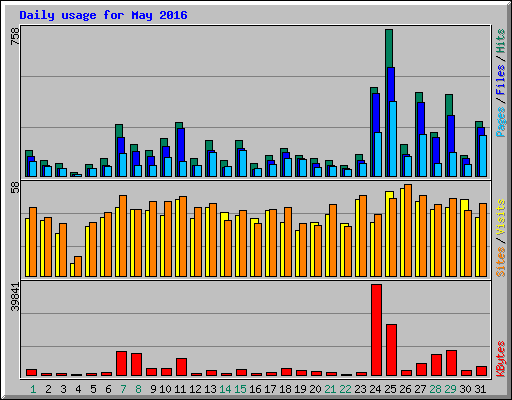 Daily usage for May 2016
758
Pages / Files / Hits
58
Sites / Visits
39841
KBytes
1 2 3 4 5 6 7 8 9 10 11 12 13 14 15 16 17 18 19 20 21 22 23 24 25 26 27 28 29 30 31